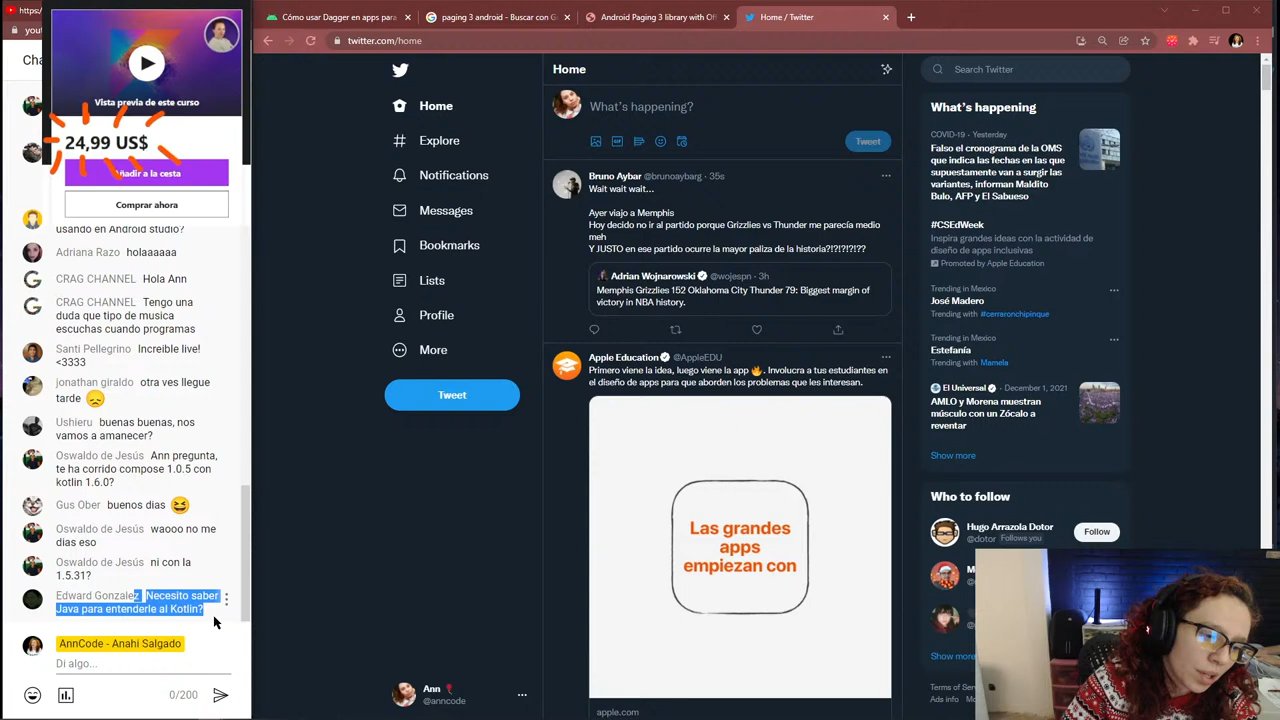 https:/
yout
Cha
Vista previa de este curso
24,99 US$
Añadir a la cesta
Comprar ahora
usando en Android studio?
Adriana Razo holaaaaaa
CRAG CHANNEL Hola Ann
CRAG CHANNEL Tengo una
duda que tipo de musica
escuchas cuando programas
Santi Pellegrino Increible live!
<3333
jonathan giraldo otra ves llegue
tarde
Ushieru buenas buenas, nos
vamos a amanecer?
Oswaldo de Jesús Ann pregunta,
te ha corrido compose 1.0.5 con
kotlin 1.6.0?
Gus Ober buenos dias
Oswaldo de Jesús waooo no me
dias eso
Oswaldo de Jesús ni con la
1.5.31?
Edward Gonzalez Necesito saber
Java para entenderle al Kotlin?
AnnCode - Anahí Salgado
Di algo...
0/200
Cómo usar Dagger en apps para
paging 3 android - Buscar con G
Android Paging 3 library with Of
Home / Twitter
twitter.com/home
Home
Explore
Notifications
Messages
Bookmarks
Lists
Profile
More
Tweet
Ann
@anncode
Home
What's happening?
Tweet
Bruno Aybar @brunoaybarg · 35s
Wait wait wait...
Ayer viajo a Memphis
Hoy decido no ir al partido porque Grizzlies vs Thunder me parecía medio
meh
Y JUSTO en ese partido ocurre la mayor paliza de la historia?!?!?!?!??
Adrian Wojnarowski @wojespn · 3h
Memphis Grizzlies 152 Oklahoma City Thunder 79: Biggest margin of
victory in NBA history.
Apple Education @AppleEDU
Primero viene la idea, luego viene la app . Involucra a tus estudiantes en
el diseño de apps para que aborden los problemas que les interesan.
Las grandes
apps
empiezan con
apple.com
Search Twitter
What's happening
COVID-19 · Yesterday
Falso el cronograma de la OMS
que indica las fechas en las que
supuestamente van a surgir las
variantes, informan Maldito
Bulo, AFP y El Sabueso
#CSEdWeek
Inspira grandes ideas con la actividad de
diseño de apps inclusivas
Promoted by Apple Education
Trending in Mexico
José Madero
Trending with #cerraronchipinque
Trending in Mexico
Estefanía
Trending with Mamela
El Universal · December 1, 2021
AMLO y Morena muestran
músculo con un Zócalo a
reventar
Show more
Who to follow
Hugo Arrazola Dotor
@dotor Follows you
Follow
Show more
Terms of Serv
Ads info More